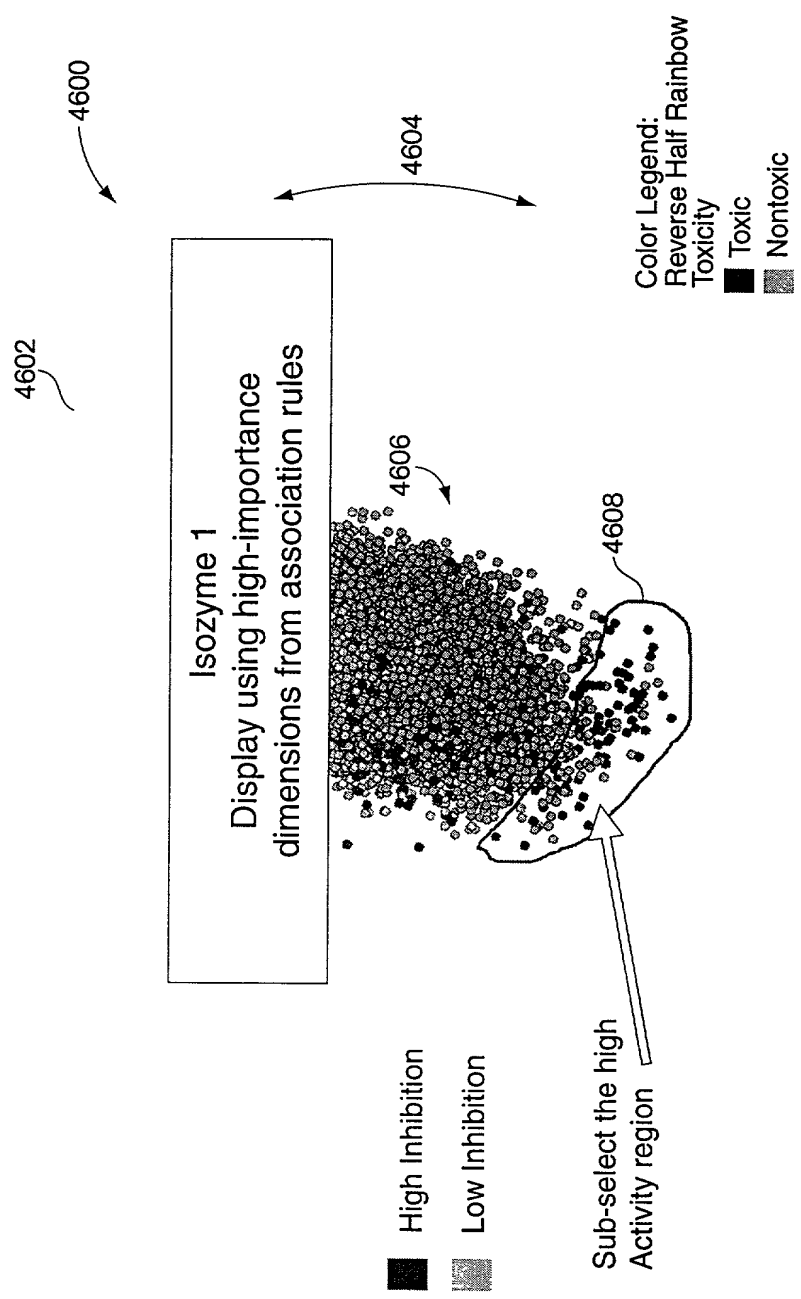 4600
4602
Isozyme 1
Display using high-importance
dimensions from association rules
4604
4606
4608
High Inhibition
Low Inhibition
Sub-select the high
Activity region
Color Legend:
Reverse Half Rainbow
Toxicity
Toxic
Nontoxic